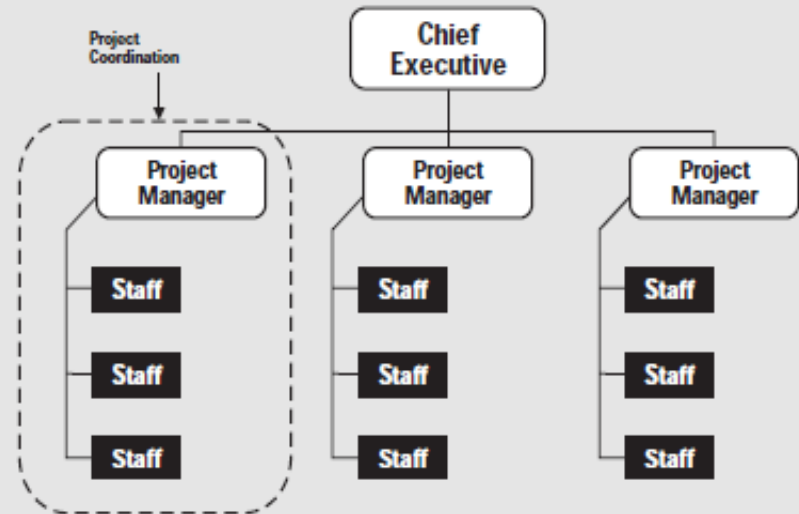 Project
Coordination
Chief
Executive
Project
Manager
Project
Manager
Project
Manager
Staff
Staff
Staff
Staff
Staff
Staff
Staff
Staff
Staff